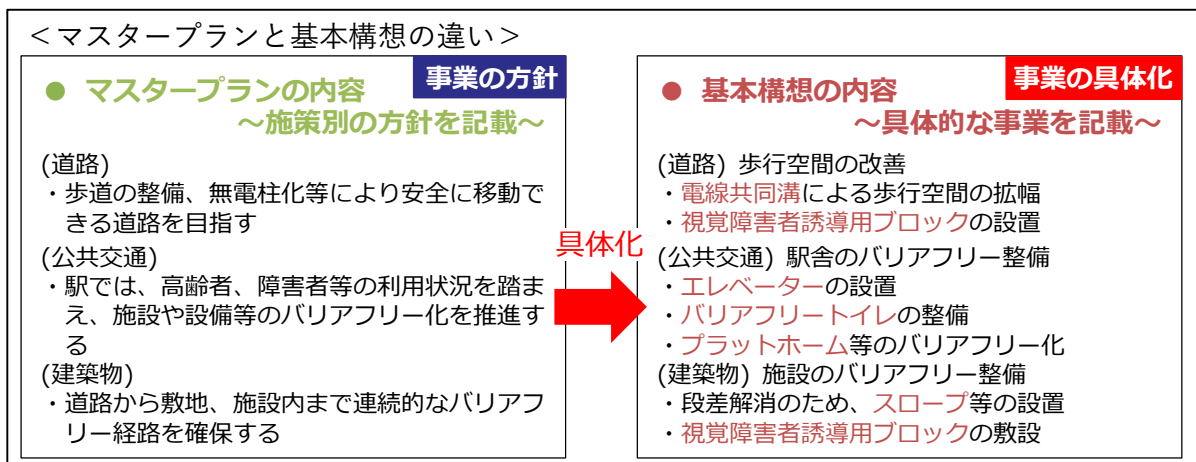 ＜マスタープランと基本構想の違い＞
事業の方針
● マスタープランの内容
～施策別の方針を記載～
(道路)
・歩道の整備、無電柱化等により安全に移動で
きる道路を目指す
(公共交通)
・駅では、高齢者、障害者等の利用状況を踏ま
え、施設や設備等のバリアフリー化を推進す
る
(建築物)
・道路から敷地、施設内まで連続的なバリアフ
リー経路を確保する
具体化
事業の具体化
● 基本構想の内容
～具体的な事業を記載～
(道路) 歩行空間の改善
・電線共同溝による歩行空間の拡幅
・視覚障害者誘導用ブロックの設置
(公共交通) 駅舎のバリアフリー整備
・エレベーターの設置
・バリアフリートイレの整備
・プラットホーム等のバリアフリー化
(建築物) 施設のバリアフリー整備
・段差解消のため、スロープ等の設置
・視覚障害者誘導用ブロックの敷設